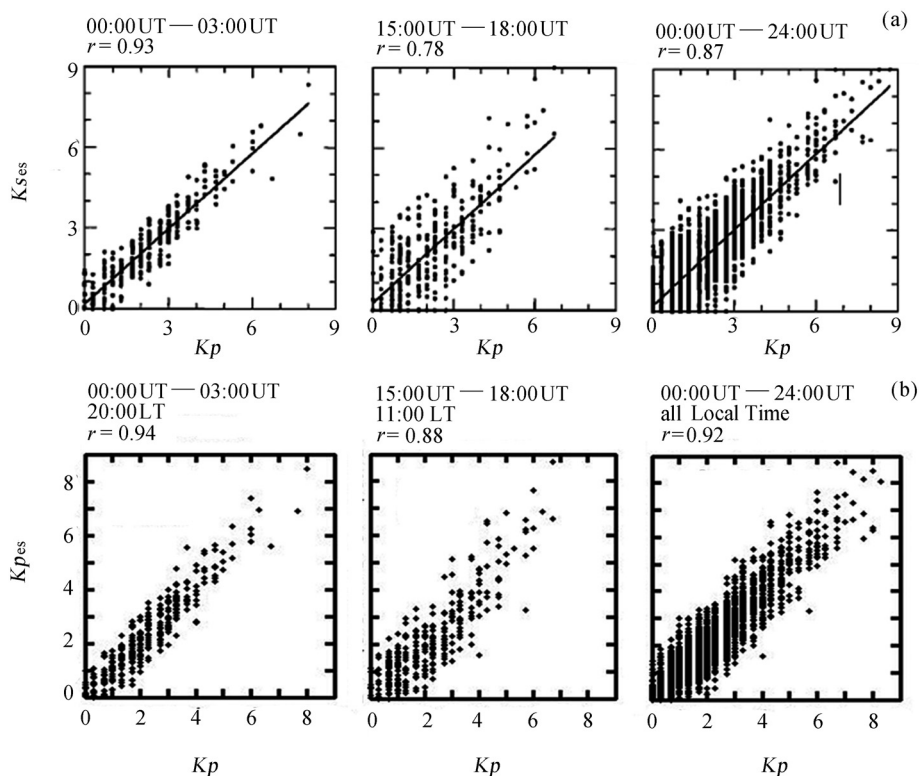 (a)
00:00UT — 03:00UT
r = 0.93
15:00UT — 18:00UT
r = 0.78
00:00UT — 24:00UT
r = 0.87
Ks_es
9
6
3
0
0 3 6 9
0 3 6 9
0 3 6 9
Kp
Kp
Kp
(b)
00:00UT — 03:00UT
20:00LT
r = 0.94
15:00UT — 18:00UT
11:00 LT
r = 0.88
00:00UT — 24:00UT
all Local Time
r=0.92
Kp_es
8
6
4
2
0
0 2 4 6 8
0 2 4 6 8
0 2 4 6 8
Kp
Kp
Kp